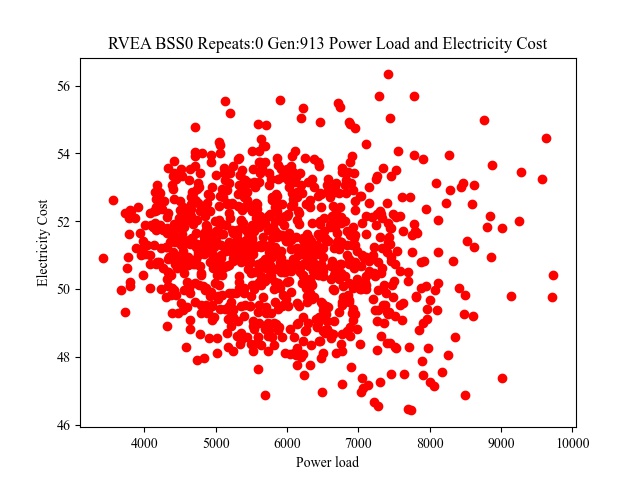 RVEA BSS0 Repeats:0 Gen:913 Power Load and Electricity Cost
56
54
52
50
48
46
Electricity Cost
4000 5000 6000 7000 8000 9000 10000
Power load